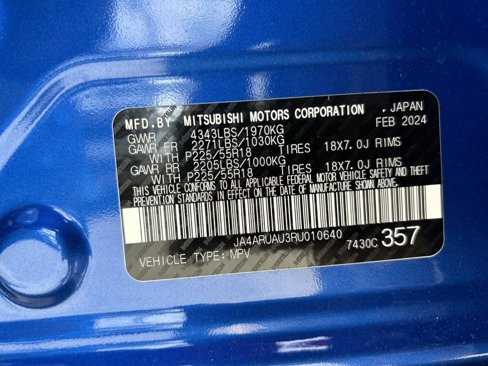 MFD.BY MITSUBISHI MOTORS CORPORATION, JAPAN
GVWR 4343LBS/1970KG FEB 2024
GAWR FR 2271LBS/1030KG
WITH P225/55R18 TIRES 18X7.0J RIMS
GAWR RR 2205LBS/1000KG
WITH P225/55R18 TIRES 18X7.0J RIMS
THIS VEHICLE CONFORMS TO ALL APPLICABLE FEDERAL MOTOR VEHICLE SAFETY AND THEFT
PREVENTION STANDARDS IN EFFECT ON THE DATE OF MANUFACTURE SHOWN ABOVE.
JA4ARUAU3RU010640
VEHICLE TYPE: MPV 7430C 357